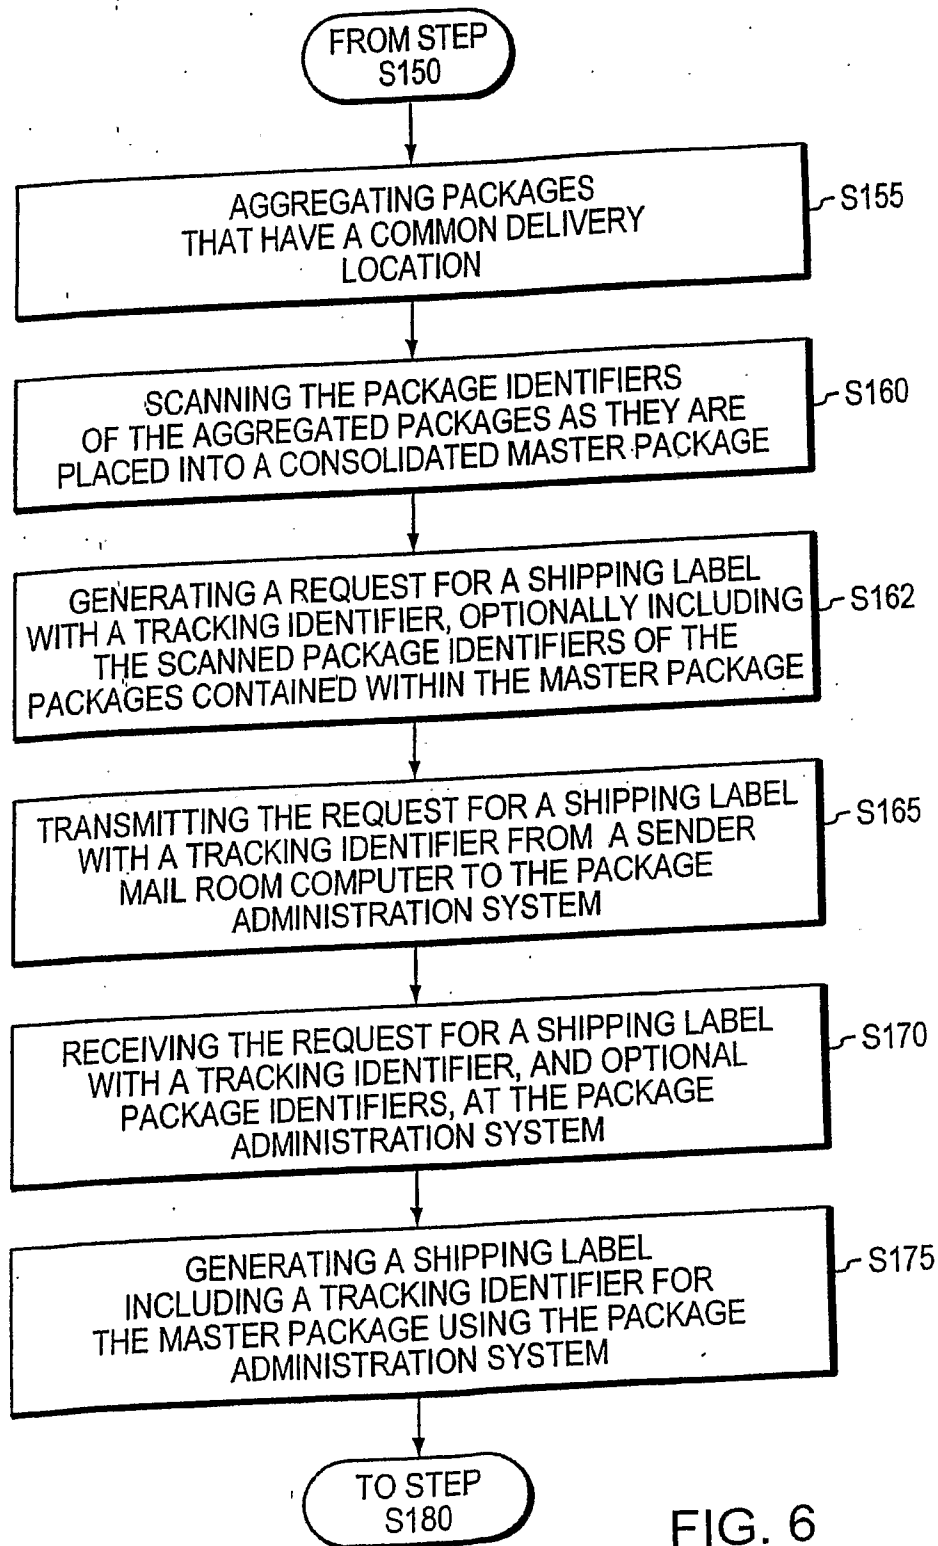 FROM STEP
S150
AGGREGATING PACKAGES
THAT HAVE A COMMON DELIVERY
LOCATION
S155
SCANNING THE PACKAGE IDENTIFIERS
OF THE AGGREGATED PACKAGES AS THEY ARE
PLACED INTO A CONSOLIDATED MASTER PACKAGE
S160
GENERATING A REQUEST FOR A SHIPPING LABEL
WITH A TRACKING IDENTIFIER, OPTIONALLY INCLUDING
THE SCANNED PACKAGE IDENTIFIERS OF THE
PACKAGES CONTAINED WITHIN THE MASTER PACKAGE
S162
TRANSMITTING THE REQUEST FOR A SHIPPING LABEL
WITH A TRACKING IDENTIFIER FROM A SENDER
MAIL ROOM COMPUTER TO THE PACKAGE
ADMINISTRATION SYSTEM
S165
RECEIVING THE REQUEST FOR A SHIPPING LABEL
WITH A TRACKING IDENTIFIER, AND OPTIONAL
PACKAGE IDENTIFIERS, AT THE PACKAGE
ADMINISTRATION SYSTEM
S170
GENERATING A SHIPPING LABEL
INCLUDING A TRACKING IDENTIFIER FOR
THE MASTER PACKAGE USING THE PACKAGE
ADMINISTRATION SYSTEM
S175
TO STEP
S180
FIG. 6